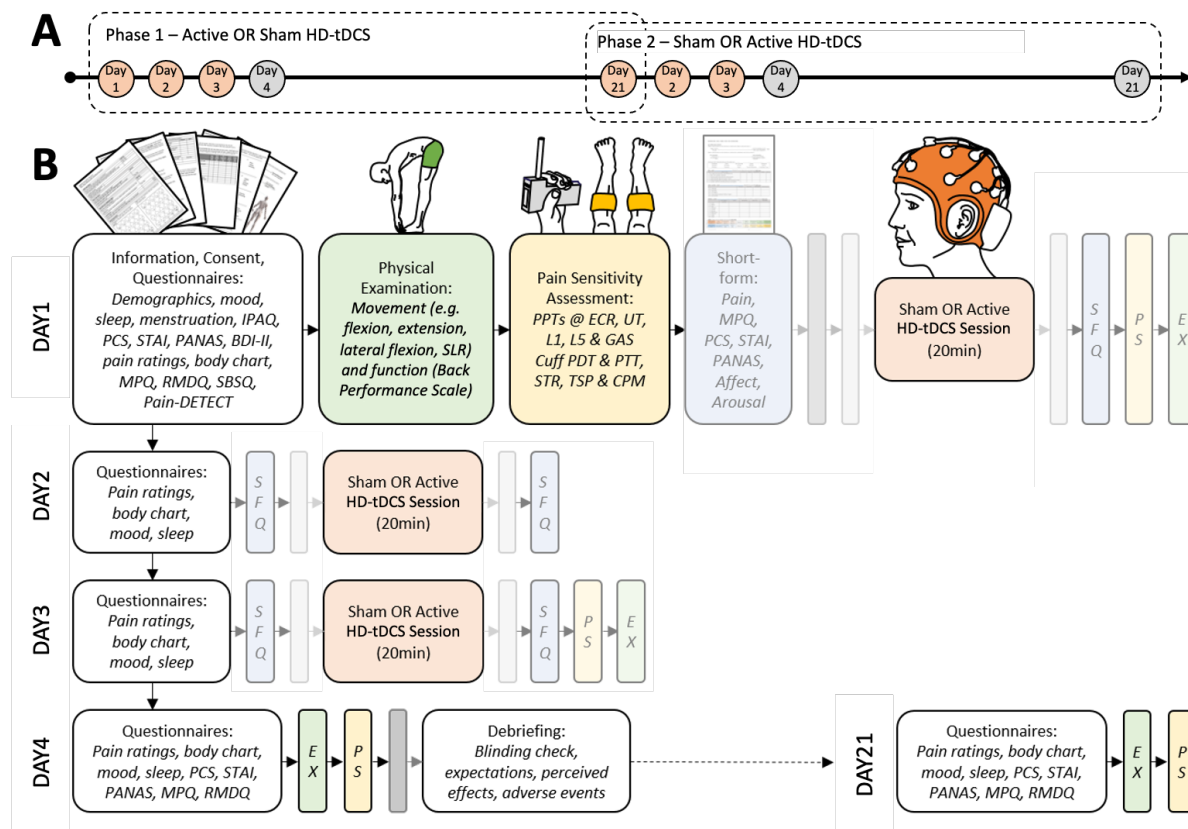 A
Phase 1 – Active OR Sham HD-tDCS
Phase 2 – Sham OR Active HD-tDCS
Day
1
Day
2
Day
3
Day
4
Day
21
Day
2
Day
3
Day
4
Day
21
B
DAY1
Information, Consent,
Questionnaires:
Demographics, mood,
sleep, menstruation, IPAQ,
PCS, STAI, PANAS, BDI-II,
pain ratings, body chart,
MPQ, RMDQ, SBSQ,
Pain-DETECT
Physical
Examination:
Movement (e.g.
flexion, extension,
lateral flexion, SLR)
and function (Back
Performance Scale)
Pain Sensitivity
Assessment:
PPTs @ ECR, UT,
L1, L5 & GAS
Cuff PDT & PTT,
STR, TSP & CPM
Short-
form:
Pain,
MPQ,
PCS, STAI,
PANAS,
Affect,
Arousal
Sham OR Active
HD-tDCS Session
(20min)
S
F
Q
P
S
E
X
DAY2
Questionnaires:
Pain ratings,
body chart,
mood, sleep
S
F
Q
Sham OR Active
HD-tDCS Session
(20min)
S
F
Q
DAY3
Questionnaires:
Pain ratings,
body chart,
mood, sleep
S
F
Q
Sham OR Active
HD-tDCS Session
(20min)
S
F
Q
P
S
E
X
DAY4
Questionnaires:
Pain ratings, body chart,
mood, sleep, PCS, STAI,
PANAS, MPQ, RMDQ
E
X
P
S
Debriefing:
Blinding check,
expectations, perceived
effects, adverse events
DAY21
Questionnaires:
Pain ratings, body chart,
mood, sleep, PCS, STAI,
PANAS, MPQ, RMDQ
E
X
P
S